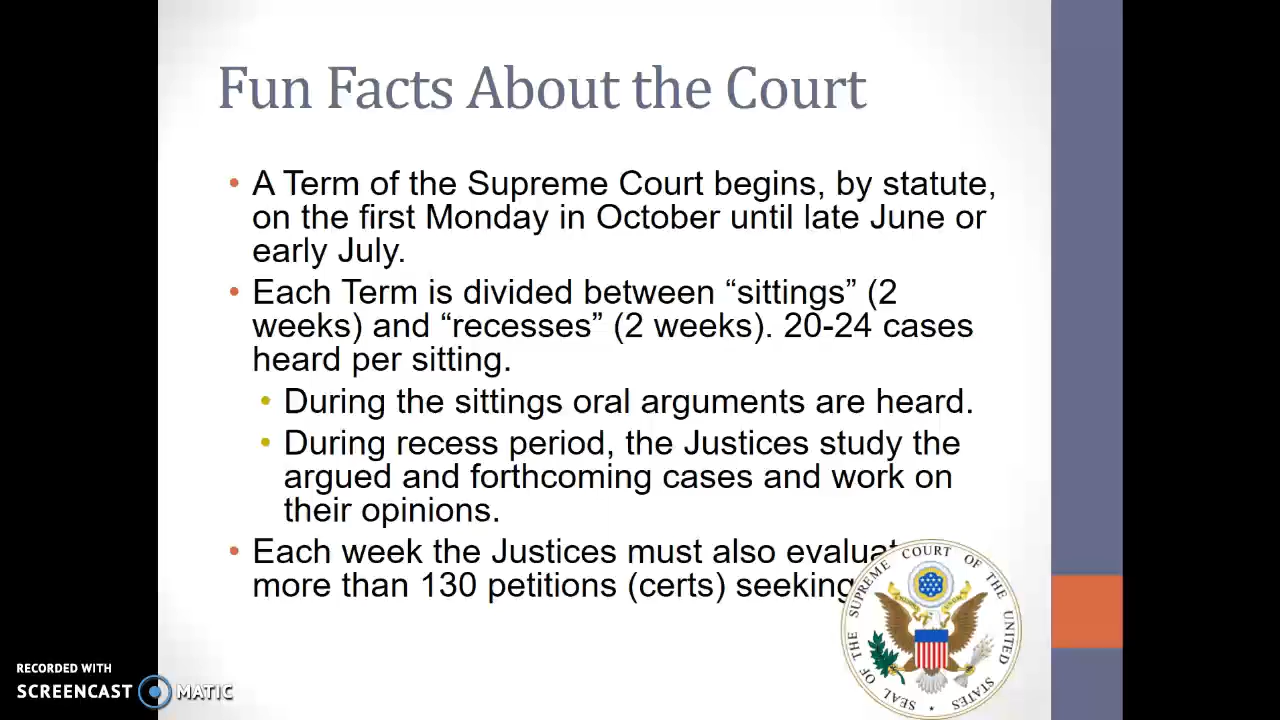 Fun Facts About the Court
• A Term of the Supreme Court begins, by statute,
on the first Monday in October until late June or
early July.
• Each Term is divided between “sittings” (2
weeks) and “recesses” (2 weeks). 20-24 cases
heard per sitting.
• During the sittings oral arguments are heard.
• During recess period, the Justices study the
argued and forthcoming cases and work on
their opinions.
• Each week the Justices must also
more than 130 petitions (certs) seeking
SEAL OF THE SUPREME COURT OF THE UNITED STATES
RECORDED WITH
SCREENCAST MATIC